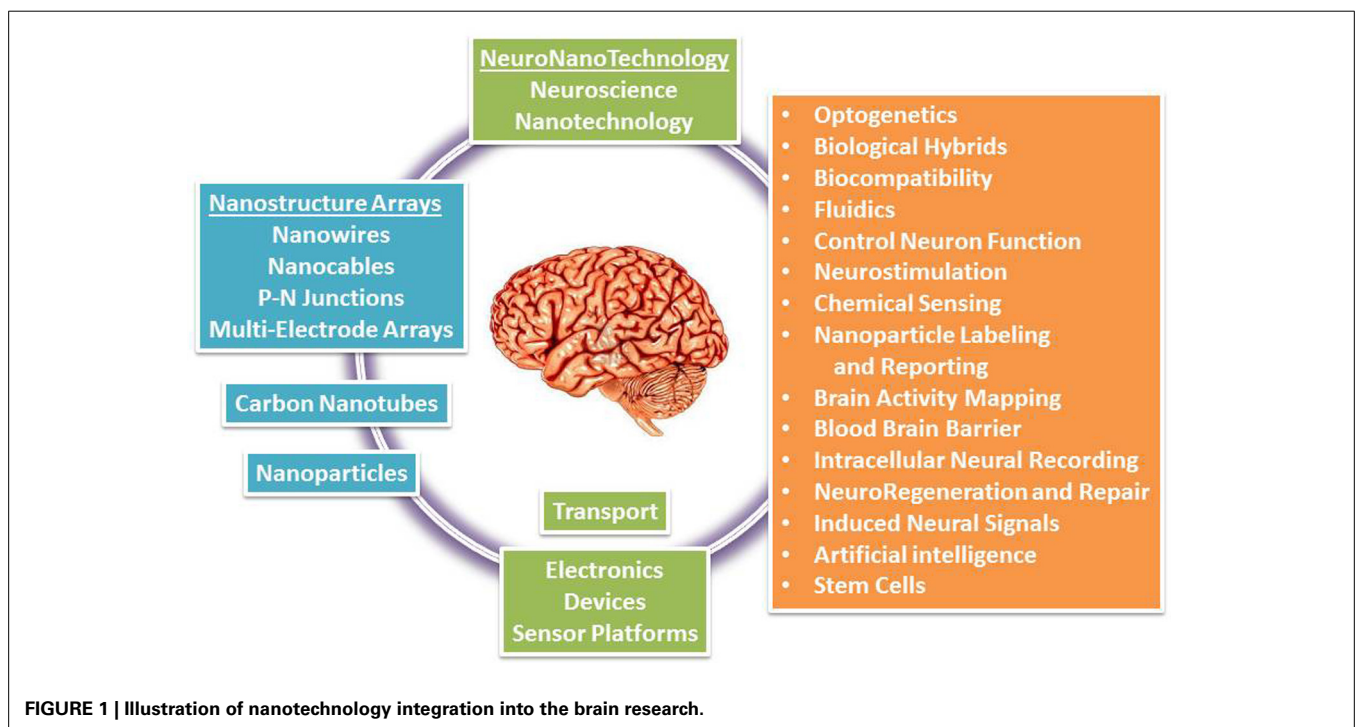 NeuroNanoTechnology
Neuroscience
Nanotechnology
Nanostructure Arrays
Nanowires
Nanocables
P-N Junctions
Multi-Electrode Arrays
Carbon Nanotubes
Nanoparticles
Transport
Electronics
Devices
Sensor Platforms
• Optogenetics
• Biological Hybrids
• Biocompatibility
• Fluidics
• Control Neuron Function
• Neurostimulation
• Chemical Sensing
• Nanoparticle Labeling
and Reporting
• Brain Activity Mapping
• Blood Brain Barrier
• Intracellular Neural Recording
• NeuroRegeneration and Repair
• Induced Neural Signals
• Artificial intelligence
• Stem Cells
FIGURE 1 | Illustration of nanotechnology integration into the brain research.